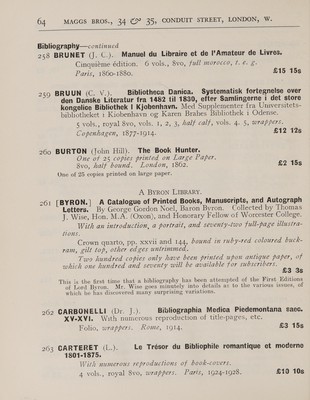 64 MAGGS BROS., 34 & 35, CONDUIT STREET, LONDON, W.
Bibliography—continued
258 BRUNET (J. C.). Manuel du Libraire et de l'Amateur de Livres.
Cinquième édition. 6 vols., 8vo, full morocco, t. e. g.
Paris, 1860-1880. £15 15s
259 BRUUN (C. V.). Bibliotheca Danica. Systematisk fortegnelse over
den Danske Literatur fra 1482 til 1830, efter Samlingerne i det store
kongelice Bibliothek I Kjobenhavn. Med Supplementer fra Universitets-
bibliotheket i Kiobenhavn og Karen Brahes Bibliothek i Odense.
5 vols., royal 8vo, vols. 1, 2, 3, half calf, vols. 4, 5, wrappers.
Copenhagen, 1877-1914. £12 12s
260 BURTON (John Hill). The Book Hunter.
One of 25 copies printed on Large Paper.
8vo, half bound. London, 1862. £2 15s
One of 25 copies printed on large paper.
A BYRON LIBRARY.
261 [BYRON.] A Catalogue of Printed Books, Manuscripts, and Autograph
Letters. By George Gordon Noel, Baron Byron. Collected by Thomas
J. Wise, Hon. M.A. (Oxon), and Honorary Fellow of Worcester College.
With an introduction, a portrait, and seventy-two full-page illustra-
tions.
Crown quarto, pp. xxvii and 144, bound in ruby-red coloured buck-
ram, gilt top, other edges untrimmed.
Two hundred copies only have been printed upon antique paper, of
which one hundred and seventy will be available for subscribers.
£3 3s
This is the first time that a bibliography has been attempted of the First Editions
of Lord Byron. Mr. Wise goes minutely into details as to the various issues, of
which he has discovered many surprising variations.
262 CARBONELLI (Dr. J.). Bibliographia Medica Pedemontana saec.
XV-XVI. With numerous reproduction of title-pages, etc.
Folio, wrappers. Rome, 1914. £3 15s
263 CARTERET (L.). Le Trésor du Bibliophile romantique et moderno
1801-1875.
With numerous reproductions of book-covers.
4 vols., royal 8vo, wrappers. Paris, 1924-1928. £10 10s